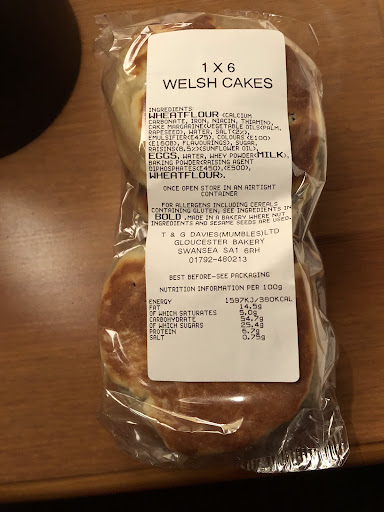 1 X 6
WELSH CAKES
INGREDIENTS:
WHEATFLOUR (CALCIUM
CARBONATE, IRON, NIACIN, THIAMIN),
CAKE MARGARINE(VEGETABLE OILS(PALM,
RAPESEED), WATER, SALT(2%),
EMULSIFIER(E475), COLOURS (E100)
(E160B), FLAVOURINGS), SUGAR,
RAISINS(8.5%)(SUNFLOWER OIL),
EGGS, WATER, WHEY POWDER(MILK),
BAKING POWDER(RAISING AGENT
DIPHOSPHATES(E450),(E500),
WHEATFLOUR).
ONCE OPEN STORE IN AN AIRTIGHT
CONTAINER
FOR ALLERGENS INCLUDING CEREALS
CONTAINING GLUTEN, SEE INGREDIENTS IN
BOLD. MADE IN A BAKERY WHERE NUT
INGREDIENTS AND SESAME SEEDS ARE USED.
T & G DAVIES(MUMBLES)LTD
GLOUCESTER BAKERY
SWANSEA SA1 6RH
01792-480213
BEST BEFORE-SEE PACKAGING
NUTRITION INFORMATION PER 100g
ENERGY 1597KJ/380KCAL
FAT 14.5g
OF WHICH SATURATES 5.0g
CARBOHYDRATE 54.7g
OF WHICH SUGARS 25.4g
PROTEIN 6.7g
SALT 0.75g